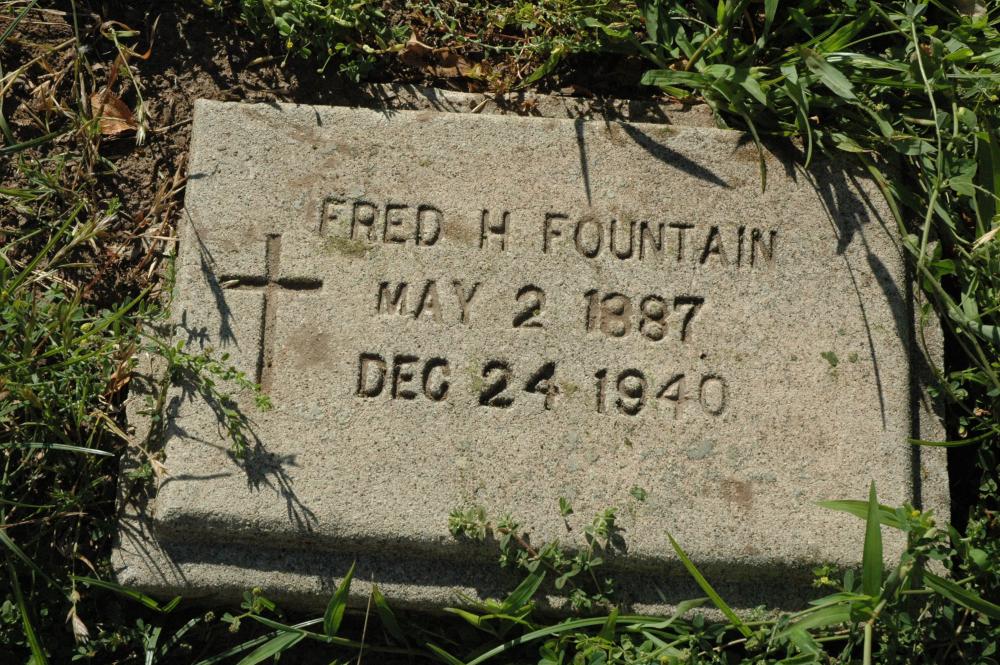 FRED H FOUNTAIN
MAY 2 1887
DEC 24 1940